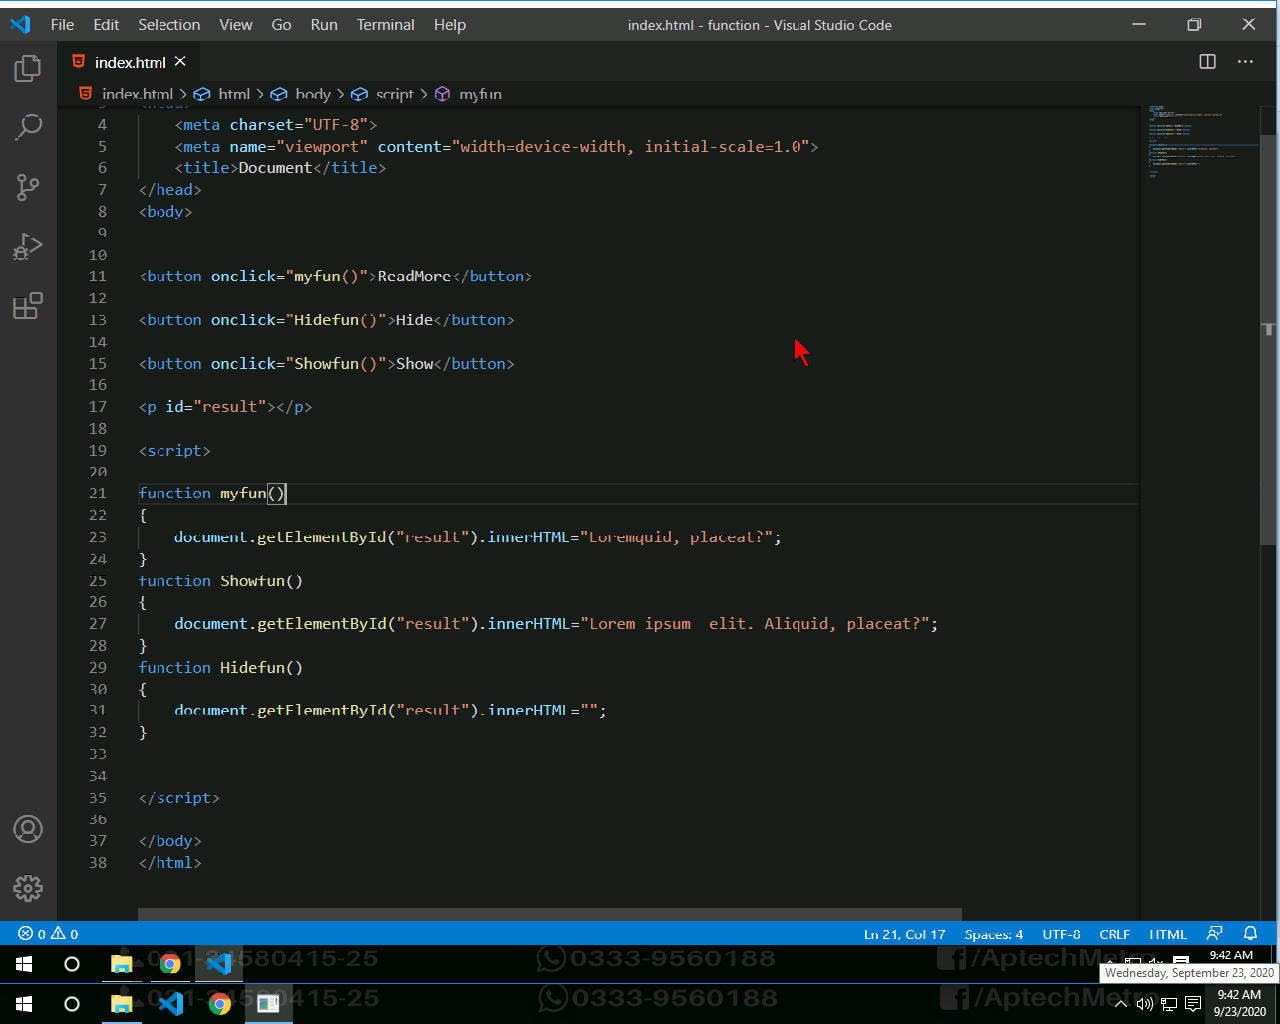 File Edit Selection View Go Run Terminal Help index.html - function - Visual Studio Code
index.html
index.html > html > body > script > myfun
4 <meta charset="UTF-8">
5 <meta name="viewport" content="width=device-width, initial-scale=1.0">
6 <title>Document</title>
7 </head>
8 <body>
9
10
11 <button onclick="myfun()">ReadMore</button>
12
13 <button onclick="Hidefun()">Hide</button>
14
15 <button onclick="Showfun()">Show</button>
16
17 <p id="result"></p>
18
19 <script>
20
21 function myfun()
22 {
23 document.getElementById("result").innerHTML="Loremquid, placeat?";
24 }
25 function Showfun()
26 {
27 document.getElementById("result").innerHTML="Lorem ipsum  elit. Aliquid, placeat?";
28 }
29 function Hidefun()
30 {
31 document.getElementById("result").innerHTML="";
32 }
33
34
35 </script>
36
37 </body>
38 </html>
0 0 Ln 21, Col 17 Spaces: 4 UTF-8 CRLF HTML
0333-9560188 /AptechMetro 9:42 AM
Wednesday, September 23, 2020
0333-9560188 /AptechMetro 9:42 AM
9/23/2020